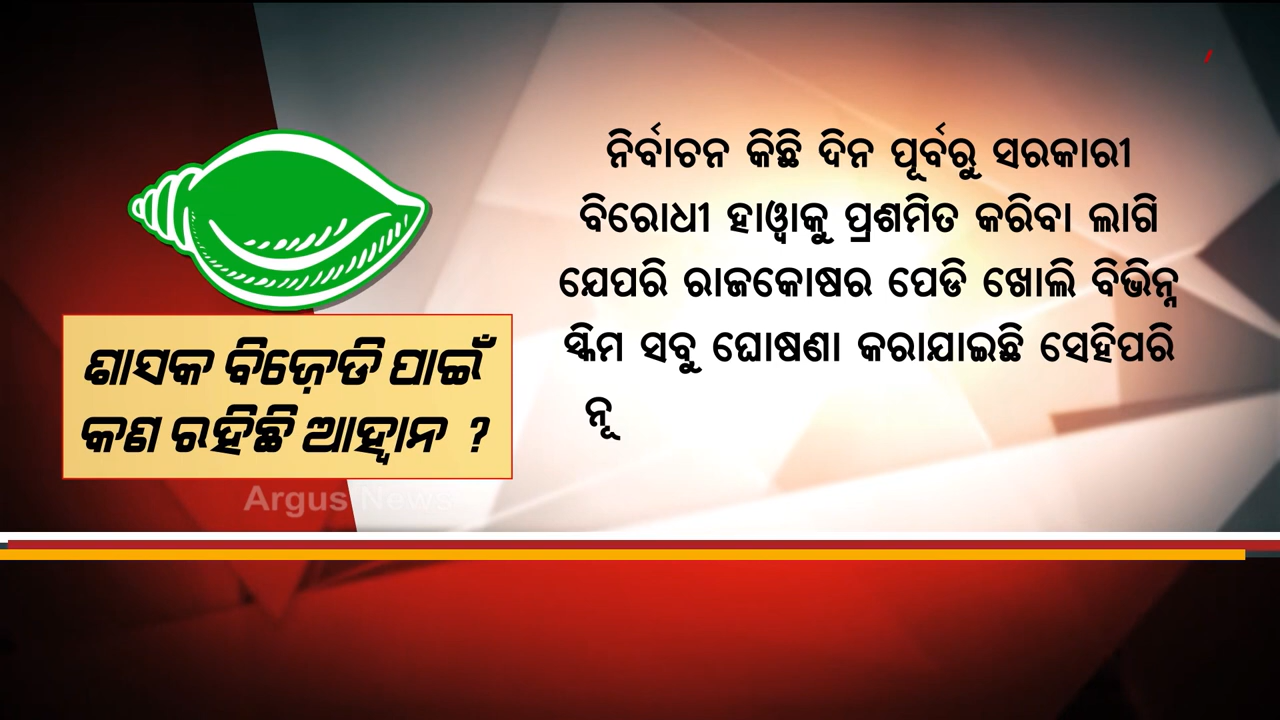 ନିର୍ବାଚନ କିଛି ଦିନ ପୂର୍ବରୁ ସରକାରୀ
ବିରୋଧୀ ହାୱାକୁ ପ୍ରଶମିତ କରିବା ଲାଗି
ଯେପରି ରାଜକୋଷର ପେଡି ଖୋଲି ବିଭିନ୍ନ
ସ୍କିମ ସବୁ ଘୋଷଣା କରାଯାଇଛି ସେହିପରି
ନୂ
ଶାସକ ବିଜେଡି ପାଇଁ
କଣ ରହିଛି ଆହ୍ୱାନ ?
Argus News